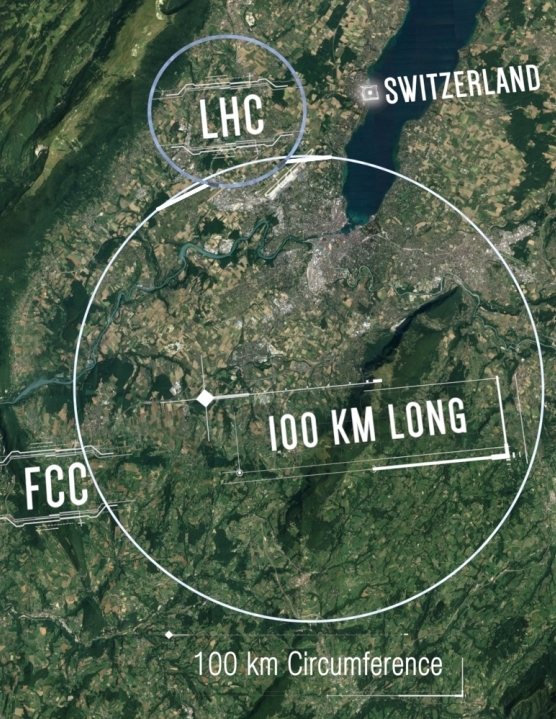 SWITZERLAND
LHC
100 KM LONG
FCC
100 km Circumference